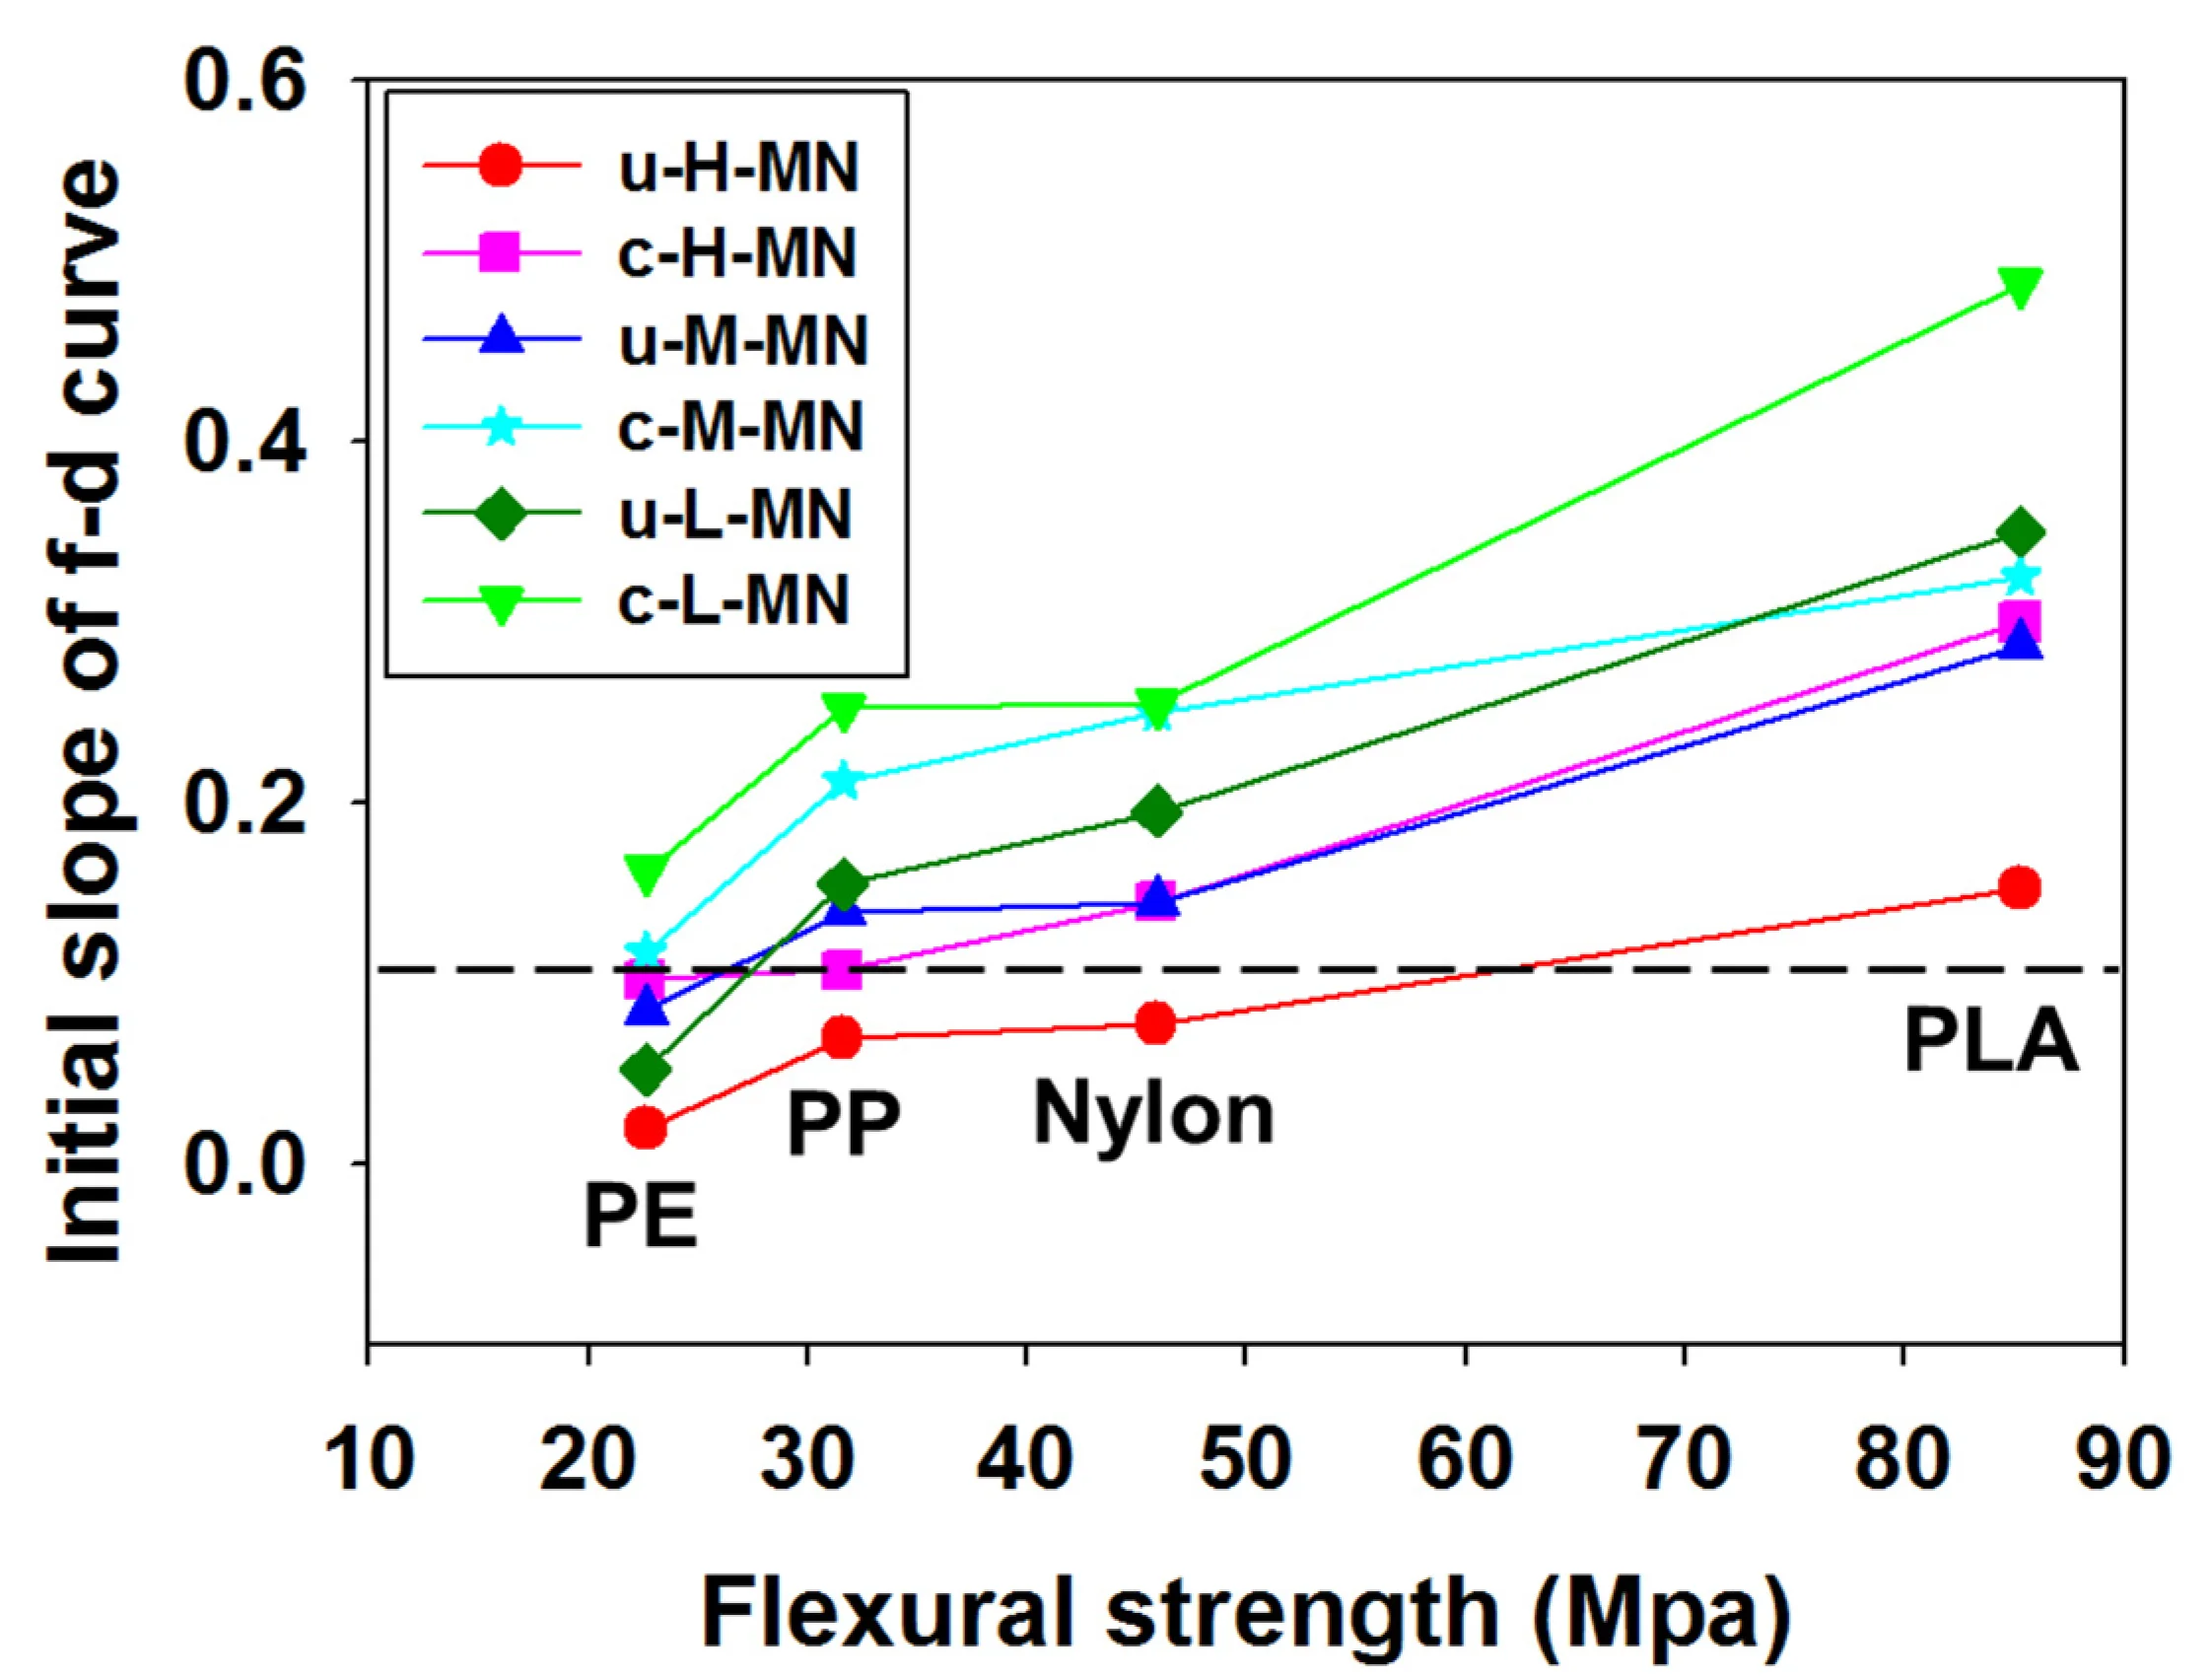 Initial slope of f-d curve
0.6
0.4
0.2
0.0
u-H-MN
c-H-MN
u-M-MN
c-M-MN
u-L-MN
c-L-MN
PE
PP
Nylon
PLA
10 20 30 40 50 60 70 80 90
Flexural strength (Mpa)